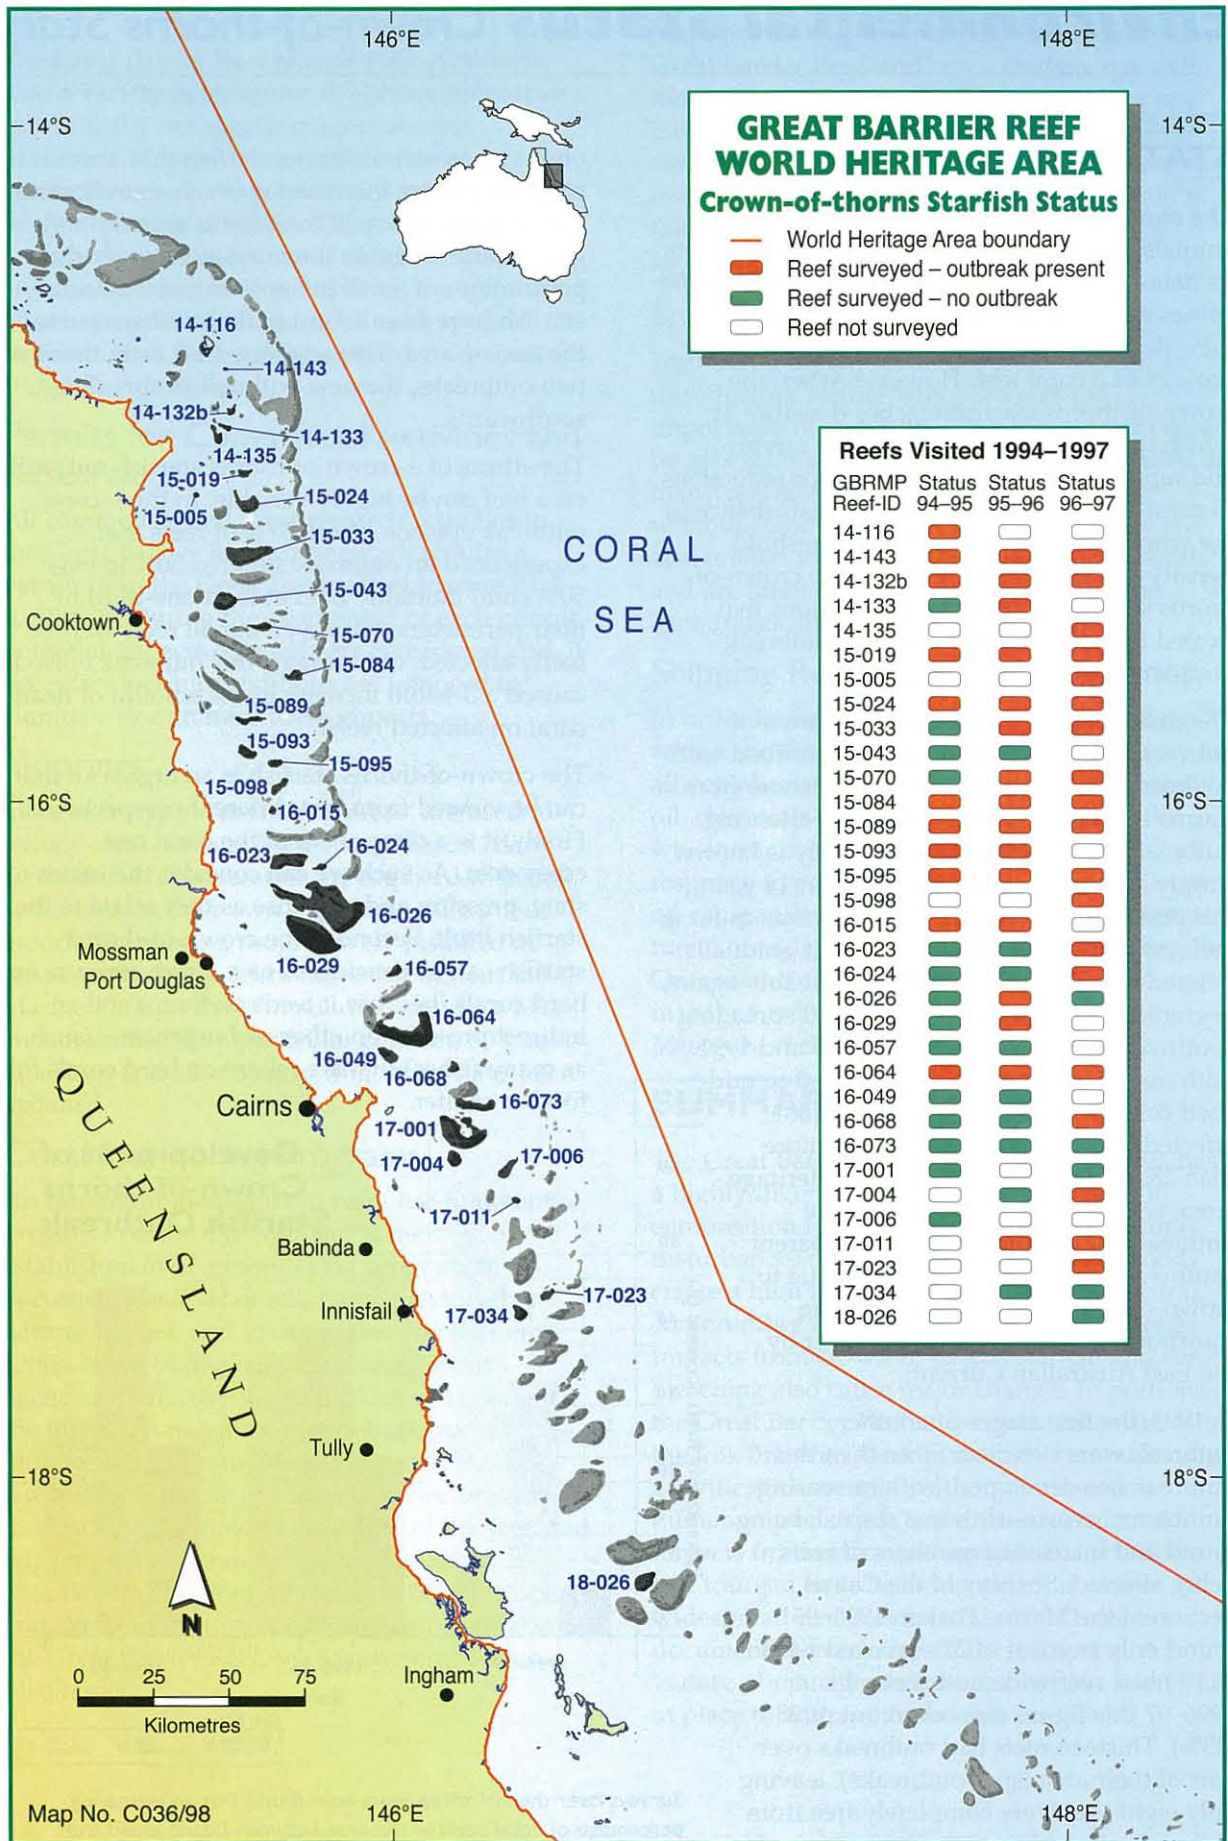 146°E
148°E
14°S
14°S
GREAT BARRIER REEF
WORLD HERITAGE AREA
Crown-of-thorns Starfish Status
World Heritage Area boundary
Reef surveyed – outbreak present
Reef surveyed – no outbreak
Reef not surveyed
14-116
14-143
14-132b
14-133
14-135
15-019
15-024
15-005
15-033
CORAL
SEA
15-043
Cooktown
15-070
15-084
15-089
15-093
15-095
15-098
16°S
16°S
16-015
16-024
16-023
16-026
Mossman
16-029
16-057
Port Douglas
16-064
16-049
16-068
Cairns
16-073
17-001
17-004
17-006
17-011
QUEENSLAND
Babinda
17-023
Innisfail
17-034
Tully
18°S
18°S
18-026
N
0 25 50 75
Kilometres
Ingham
Map No. C036/98
146°E
148°E
Reefs Visited 1994–1997
GBRMP Status Status Status
Reef-ID 94–95 95–96 96–97
14-116
14-143
14-132b
14-133
14-135
15-019
15-005
15-024
15-033
15-043
15-070
15-084
15-089
15-093
15-095
15-098
16-015
16-023
16-024
16-026
16-029
16-057
16-064
16-049
16-068
16-073
17-001
17-004
17-006
17-011
17-023
17-034
18-026